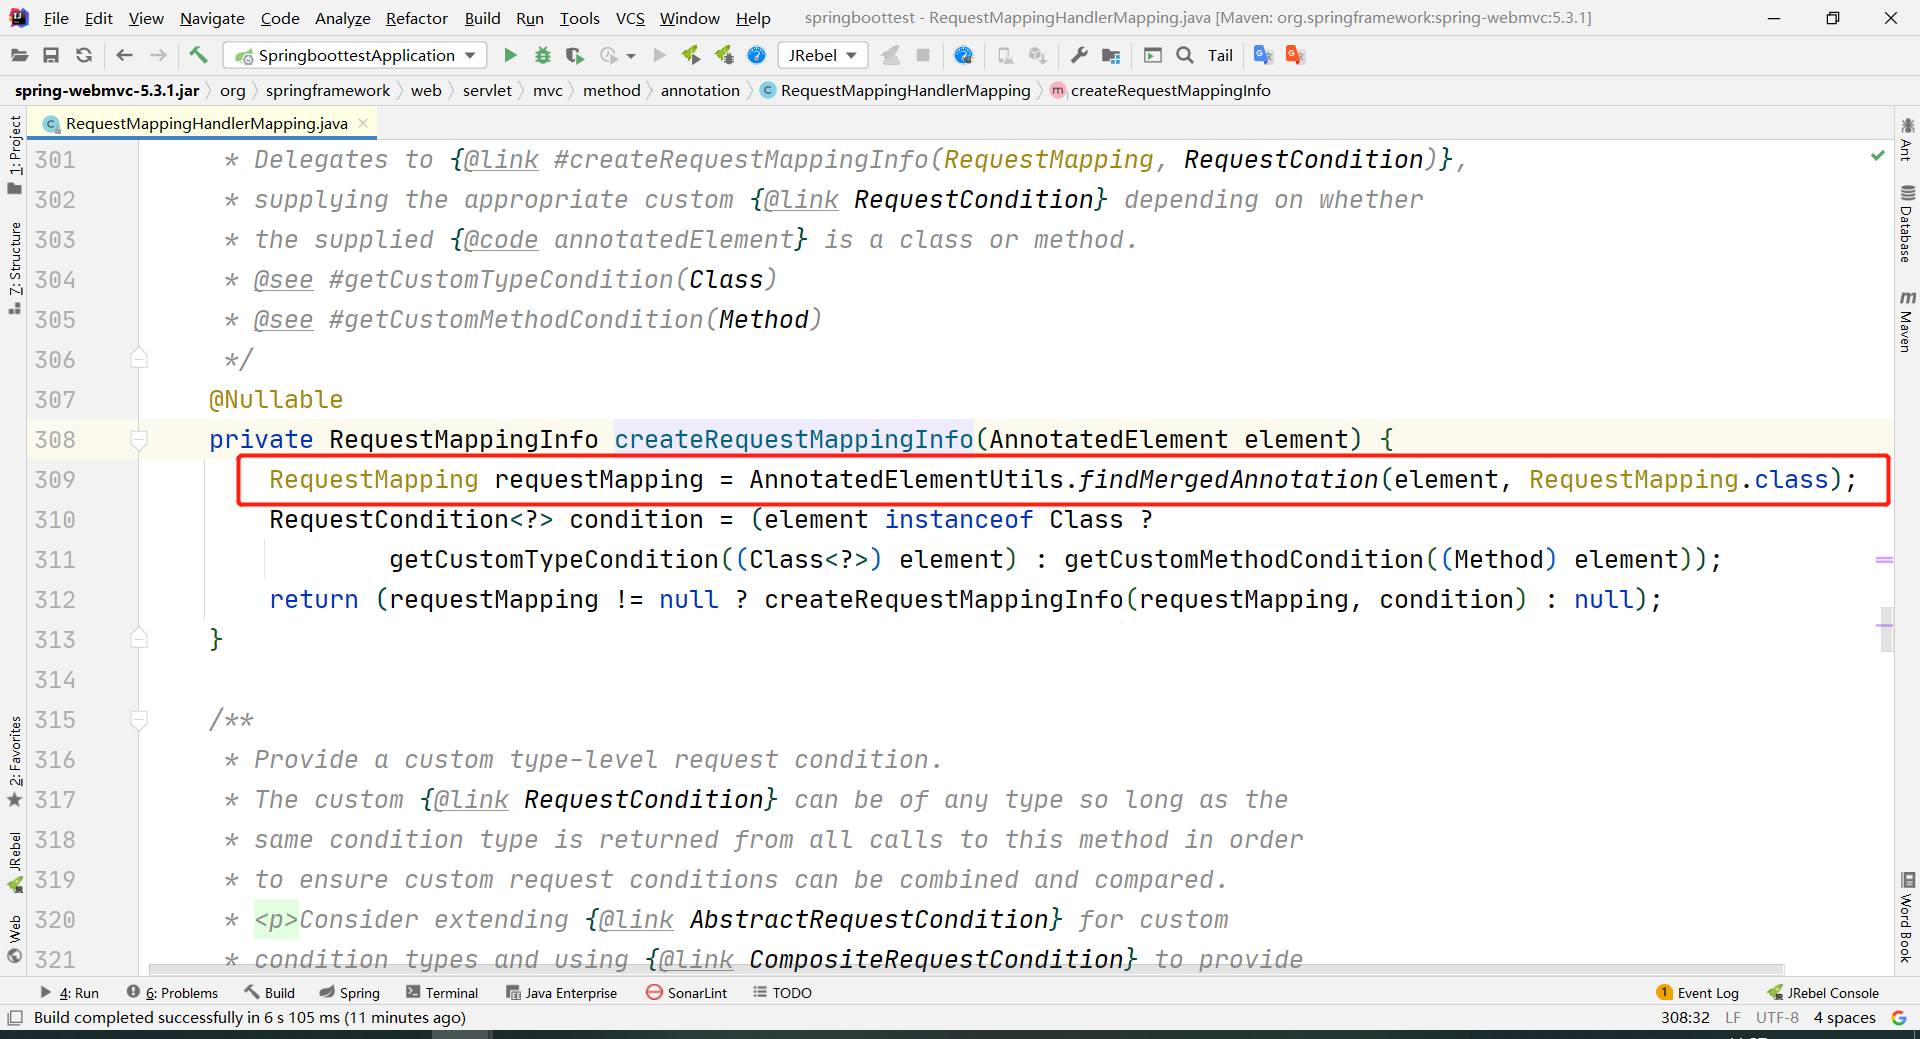 File Edit View Navigate Code Analyze Refactor Build Run Tools VCS Window Help springboottest - RequestMappingHandlerMapping.java [Maven: org.springframework:spring-webmvc:5.3.1]
SpringboottestApplication JRebel Tail
spring-webmvc-5.3.1.jar org springframework web servlet mvc method annotation RequestMappingHandlerMapping createRequestMappingInfo
RequestMappingHandlerMapping.java
1: Project
7: Structure
2: Favorites
JRebel
Web
301 * Delegates to {@link #createRequestMappingInfo(RequestMapping, RequestCondition)},
302 * supplying the appropriate custom {@link RequestCondition} depending on whether
303 * the supplied {@code annotatedElement} is a class or method.
304 * @see #getCustomTypeCondition(Class)
305 * @see #getCustomMethodCondition(Method)
306 */
307 @Nullable
308 private RequestMappingInfo createRequestMappingInfo(AnnotatedElement element) {
309 RequestMapping requestMapping = AnnotatedElementUtils.findMergedAnnotation(element, RequestMapping.class);
310 RequestCondition<?> condition = (element instanceof Class ?
311 getCustomTypeCondition((Class<?>) element) : getCustomMethodCondition((Method) element));
312 return (requestMapping != null ? createRequestMappingInfo(requestMapping, condition) : null);
313 }
314
315 /**
316 * Provide a custom type-level request condition.
317 * The custom {@link RequestCondition} can be of any type so long as the
318 * same condition type is returned from all calls to this method in order
319 * to ensure custom request conditions can be combined and compared.
320 * <p>Consider extending {@link AbstractRequestCondition} for custom
321 * condition types and using {@link CompositeRequestCondition} to provide
Ant
Database
Maven
Word Book
4: Run 6: Problems Build Spring Terminal Java Enterprise SonarLint TODO 1 Event Log JRebel Console
Build completed successfully in 6 s 105 ms (11 minutes ago) 308:32 LF UTF-8 4 spaces